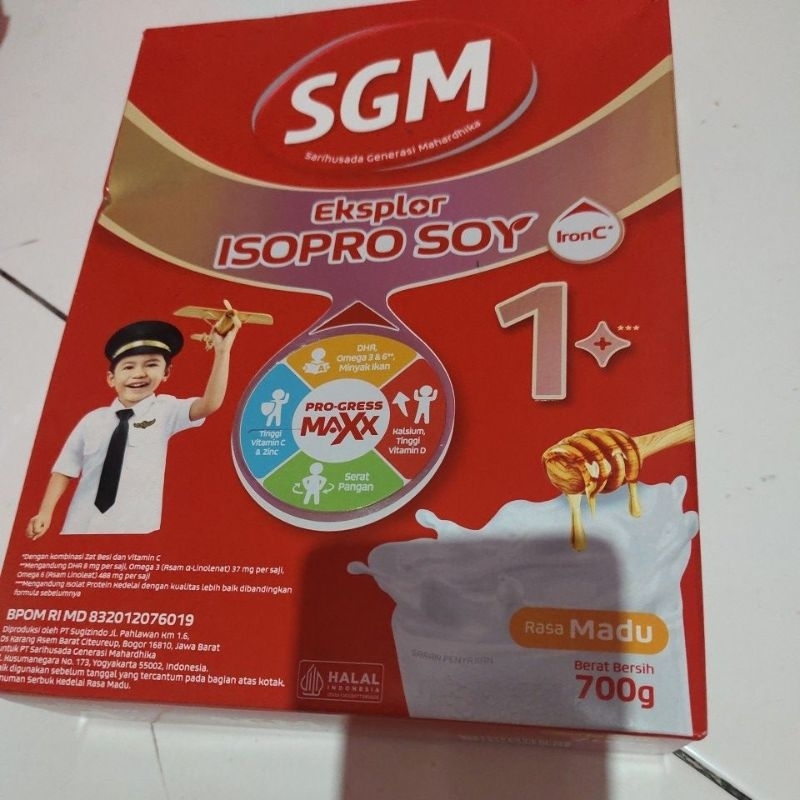 SGM
Sarihusada Generasi Mahardhika
Eksplor
ISOPRO SOY
IronC*
1+***
DHA,
Omega 3 & 6**,
Minyak Ikan
PRO-GRESS
MAXX
Tinggi
Vitamin C
& Zinc
Kalsium,
Tinggi
Vitamin D
Serat
Pangan
*Dengan kombinasi Zat Besi dan Vitamin C
**Mengandung DHA 8 mg per saji, Omega 3 (Asam α-Linolenat) 37 mg per saji,
Omega 6 (Asam Linoleat) 488 mg per saji
***Mengandung Isolat Protein Kedelai dengan kualitas lebih baik dibandingkan
formula sebelumnya
BPOM RI MD 832012076019
Diproduksi oleh PT Sugizindo Jl. Pahlawan Km 1.6,
Ds Karang Asem Barat Citeureup, Bogor 16810, Jawa Barat
untuk PT Sarihusada Generasi Mahardhika
Kusumanegara No. 173, Yogyakarta 55002, Indonesia.
digunakan sebelum tanggal yang tercantum pada bagian atas kotak.
Serbuk Kedelai Rasa Madu.
HALAL
INDONESIA
SARAN PENYAJIAN
Rasa Madu
Berat Bersih
700g